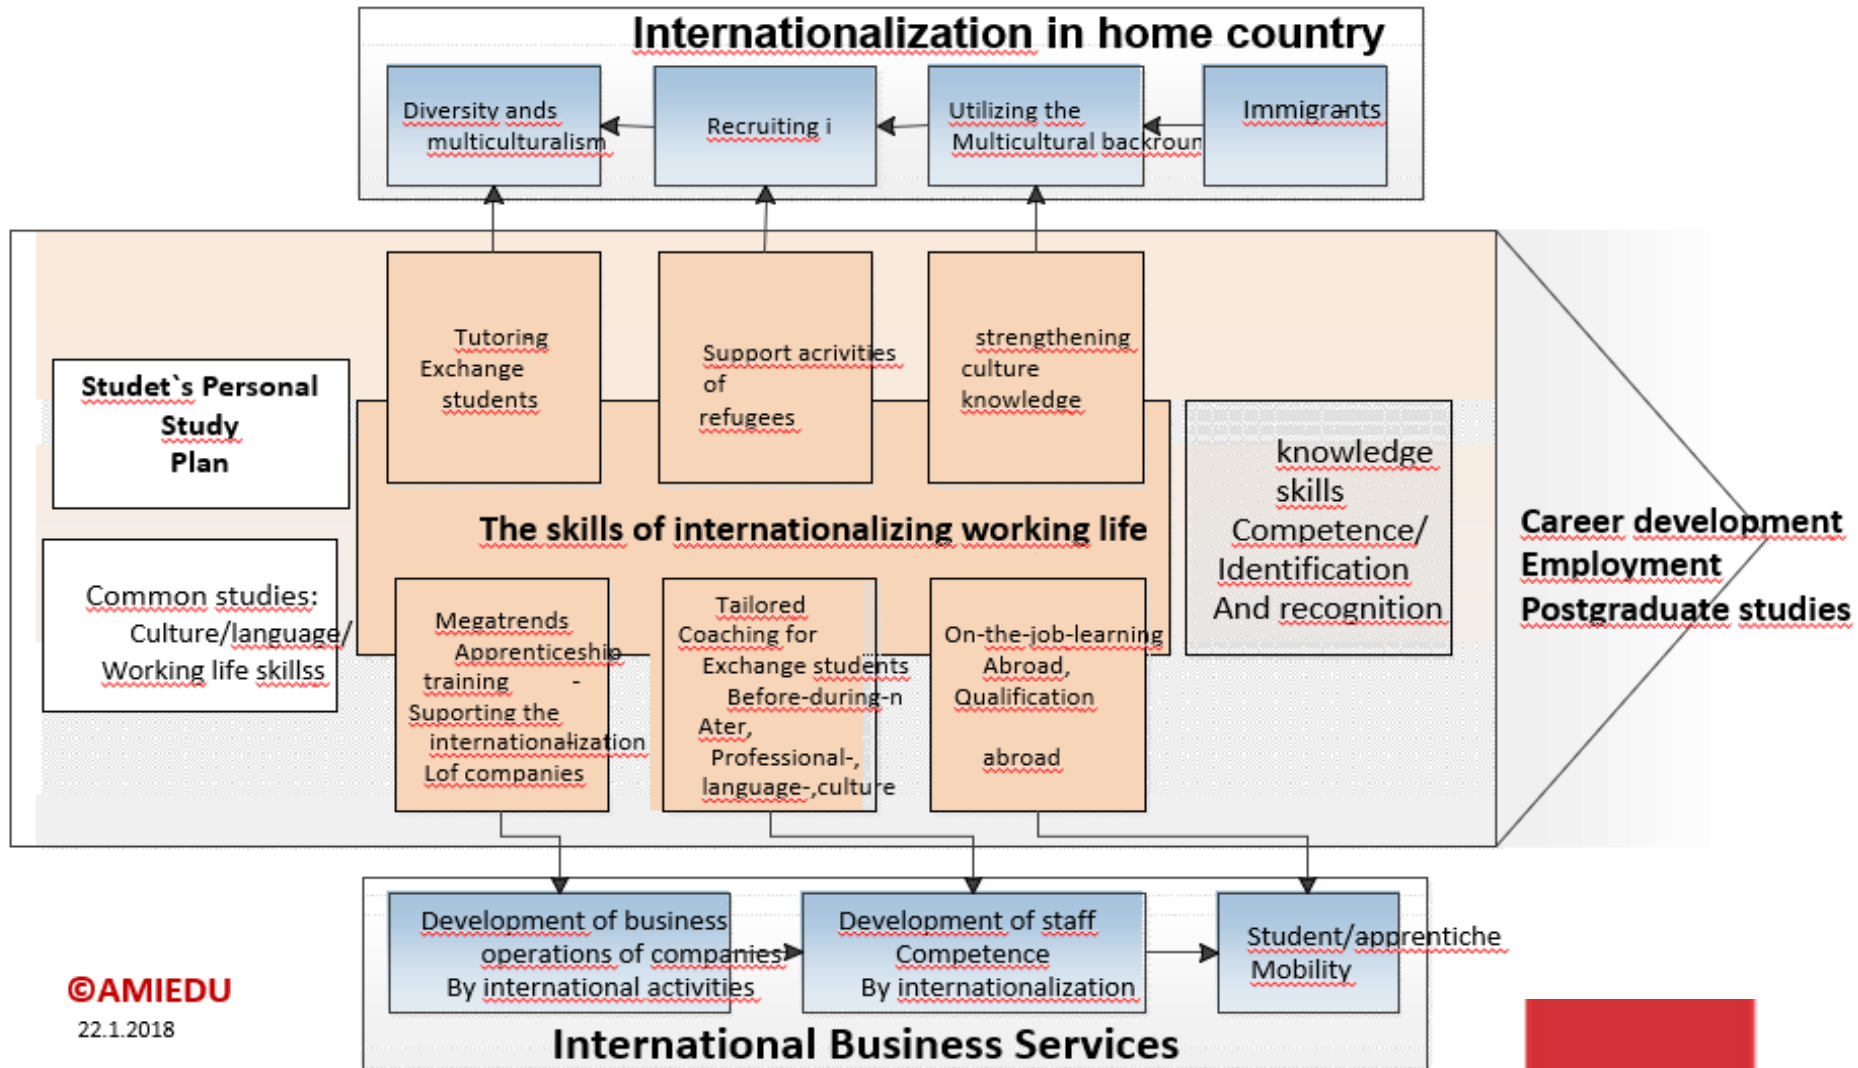 Internationalization in home country
Diversity ands
multiculturalism
Recruiting i
Utilizing the
Multicultural backroun
Immigrants
Tutoring
Exchange
students
Support acrivities
of
refugees
strengthening
culture
knowledge
Studet`s Personal
Study
Plan
The skills of internationalizing working life
knowledge
skills
Competence/
Identification
And recognition
Career development
Employment
Postgraduate studies
Common studies:
Culture/language/
Working life skillss
Megatrends
Apprenticeship
training -
Suporting the
internationalization
Lof companies
Tailored
Coaching for
Exchange students
Before-during-n
Ater,
Professional-,
language-,culture
On-the-job-learning
Abroad,
Qualification
abroad
Development of business
operations of companies
By international activities
Development of staff
Competence
By internationalization
Student/apprentiche
Mobility
International Business Services
©AMIEDU
22.1.2018